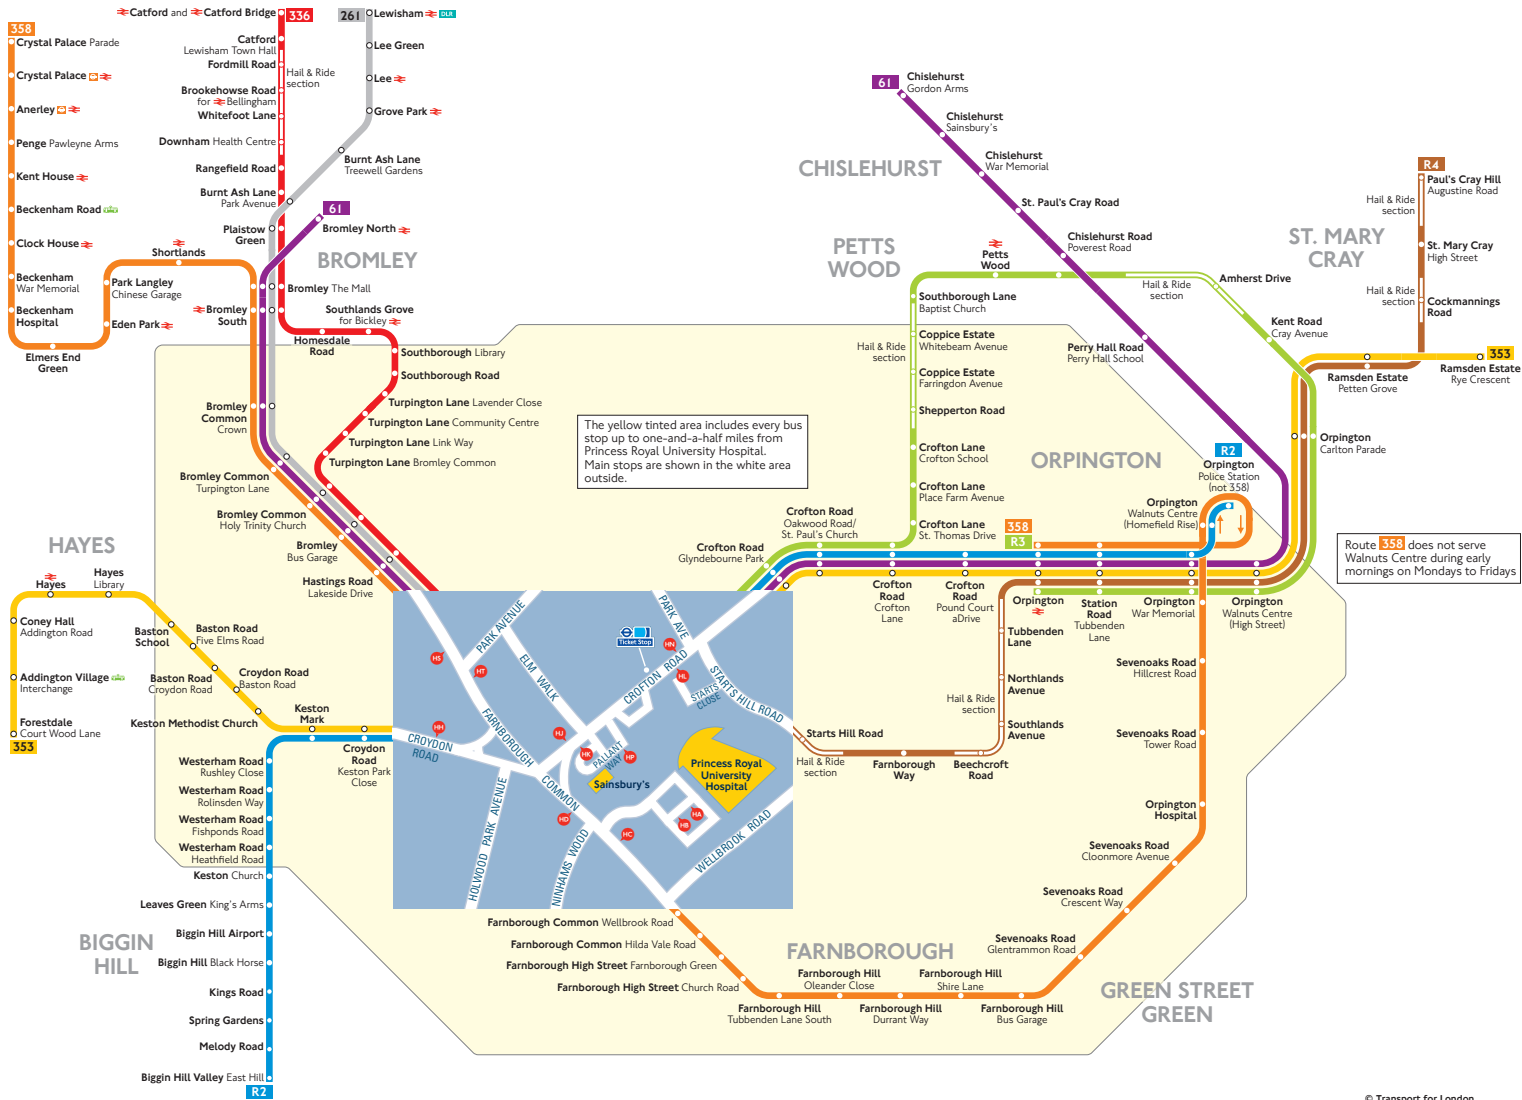 358
Crystal Palace Parade
Crystal Palace
Anerley
Penge Pawleyne Arms
Kent House
Beckenham Road
Clock House
Beckenham
War Memorial
Beckenham
Hospital
Elmers End
Green
Eden Park
Park Langley
Chinese Garage
Shortlands
Catford and Catford Bridge
336
Catford
Lewisham Town Hall
Fordmill Road
Hail & Ride
section
Brookehowse Road
for Bellingham
Whitefoot Lane
Downham Health Centre
Rangefield Road
Burnt Ash Lane
Park Avenue
Plaistow
Green
261
Lewisham DLR
Lee Green
Lee
Grove Park
Burnt Ash Lane
Treewell Gardens
61
Bromley North
BROMLEY
Bromley The Mall
Bromley
South
Southlands Grove
for Bickley
Homesdale
Road
Southborough Library
Southborough Road
Turpington Lane Lavender Close
Turpington Lane Community Centre
Turpington Lane Link Way
Turpington Lane Bromley Common
Bromley
Common
Crown
Bromley Common
Turpington Lane
Bromley Common
Holy Trinity Church
Bromley
Bus Garage
Hastings Road
Lakeside Drive
The yellow tinted area includes every bus
stop up to one-and-a-half miles from
Princess Royal University Hospital.
Main stops are shown in the white area
outside.
61
Chislehurst
Gordon Arms
Chislehurst
Sainsbury's
Chislehurst
War Memorial
CHISLEHURST
St. Paul's Cray Road
Chislehurst Road
Poverest Road
PETTS
WOOD
Petts
Wood
Hail & Ride
section
Amherst Drive
Kent Road
Cray Avenue
Perry Hall Road
Perry Hall School
Southborough Lane
Baptist Church
Coppice Estate
Whitebeam Avenue
Hail & Ride
section
Coppice Estate
Farringdon Avenue
Shepperton Road
Crofton Lane
Crofton School
Crofton Lane
Place Farm Avenue
Crofton Lane
St. Thomas Drive
Crofton Road
Oakwood Road/
St. Paul's Church
Crofton Road
Glyndebourne Park
R4
Paul's Cray Hill
Augustine Road
Hail & Ride
section
ST. MARY
CRAY
St. Mary Cray
High Street
Hail & Ride
section
Cockmannings
Road
353
Ramsden Estate
Petten Grove
Ramsden Estate
Rye Crescent
Orpington
Carlton Parade
ORPINGTON
R2
Orpington
Police Station
(not 358)
Orpington
Walnuts Centre
(Homefield Rise)
358
R3
Route 358 does not serve
Walnuts Centre during early
mornings on Mondays to Fridays
Crofton
Road
Crofton
Lane
Crofton
Road
Pound Court
aDrive
Orpington
Station
Road
Tubbenden
Lane
Orpington
War Memorial
Orpington
Walnuts Centre
(High Street)
Tubbenden
Lane
Northlands
Avenue
Hail & Ride
section
Southlands
Avenue
Starts Hill Road
Hail & Ride
section
Farnborough
Way
Beechcroft
Road
Sevenoaks Road
Hillcrest Road
Sevenoaks Road
Tower Road
Orpington
Hospital
Sevenoaks Road
Cloonmore Avenue
Sevenoaks Road
Crescent Way
Sevenoaks Road
Glentrammon Road
GREEN STREET
GREEN
FARNBOROUGH
Farnborough Hill
Oleander Close
Farnborough Hill
Shire Lane
Farnborough Hill
Tubbenden Lane South
Farnborough Hill
Durrant Way
Farnborough Hill
Bus Garage
Farnborough Common Wellbrook Road
Farnborough Common Hilda Vale Road
Farnborough High Street Farnborough Green
Farnborough High Street Church Road
HAYES
Hayes
Hayes
Library
Coney Hall
Addington Road
Addington Village
Interchange
Forestdale
Court Wood Lane
353
Baston
School
Baston Road
Five Elms Road
Baston Road
Croydon Road
Croydon Road
Baston Road
Keston Methodist Church
Keston
Mark
Croydon
Road
Keston Park
Close
Westerham Road
Rushley Close
Westerham Road
Rolinsden Way
Westerham Road
Fishponds Road
Westerham Road
Heathfield Road
Keston Church
Leaves Green King's Arms
Biggin Hill Airport
BIGGIN
HILL
Biggin Hill Black Horse
Kings Road
Spring Gardens
Melody Road
Biggin Hill Valley East Hill
R2
PARK AVENUE
PARK AVE
ELM WALK
Ticket Stop
CROFTON ROAD
STARTS
CLOSE
STARTS HILL ROAD
HS
HT
HN
HL
HH
HJ
HK
HP
CROYDON
ROAD
FARNBOROUGH
COMMON
PALLANT
WAY
Sainsbury's
Princess Royal
University
Hospital
HOLWOOD PARK AVENUE
NINHAMS WOOD
WELLBROOK ROAD
HD
HC
HB
HA
© Transport for London